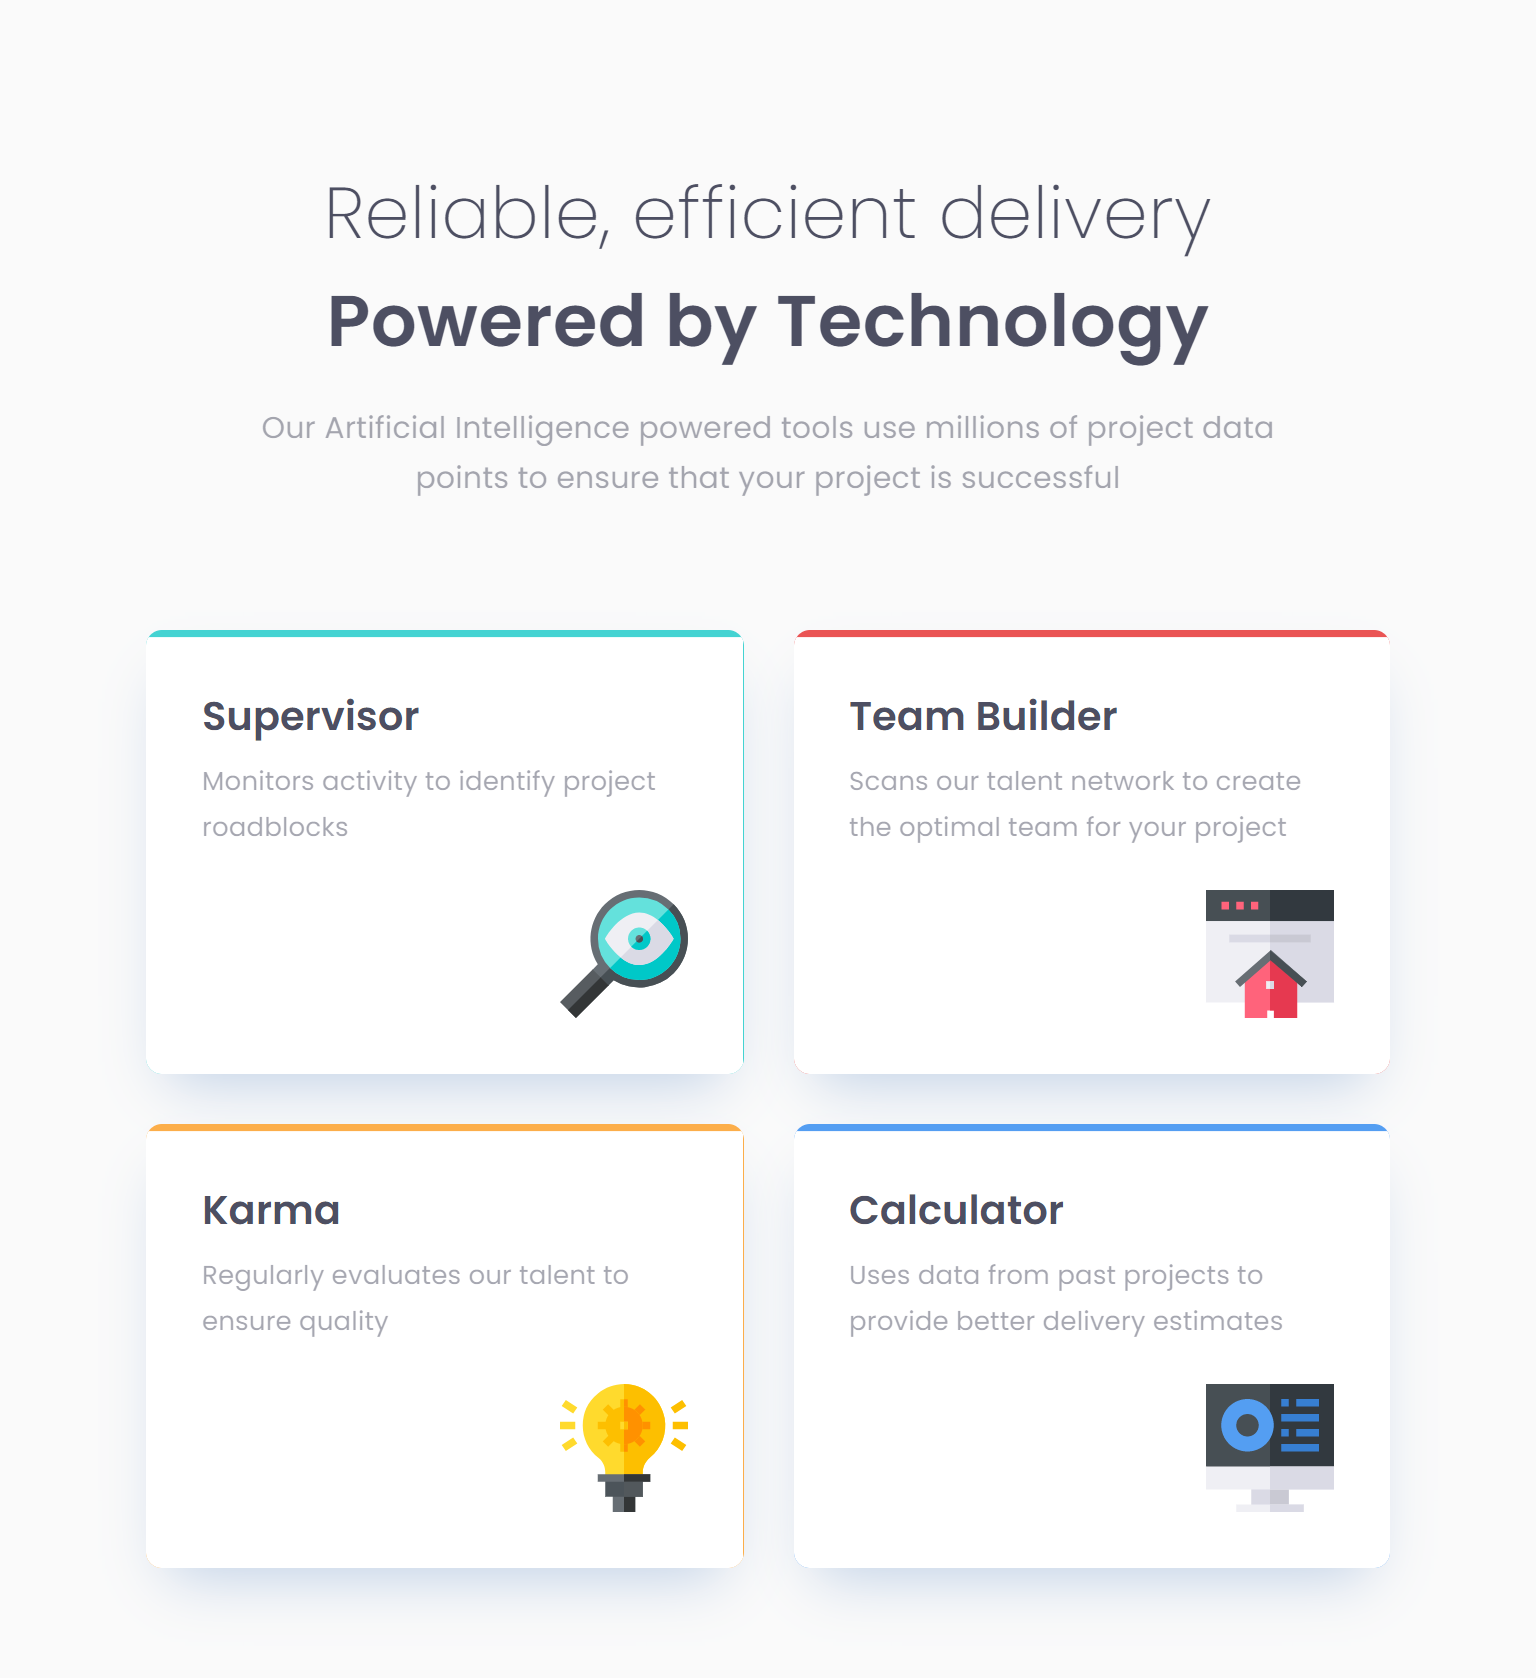 Reliable, efficient delivery
Powered by Technology
Our Artificial Intelligence powered tools use millions of project data
points to ensure that your project is successful
Supervisor
Monitors activity to identify project
roadblocks
Team Builder
Scans our talent network to create
the optimal team for your project
Karma
Regularly evaluates our talent to
ensure quality
Calculator
Uses data from past projects to
provide better delivery estimates